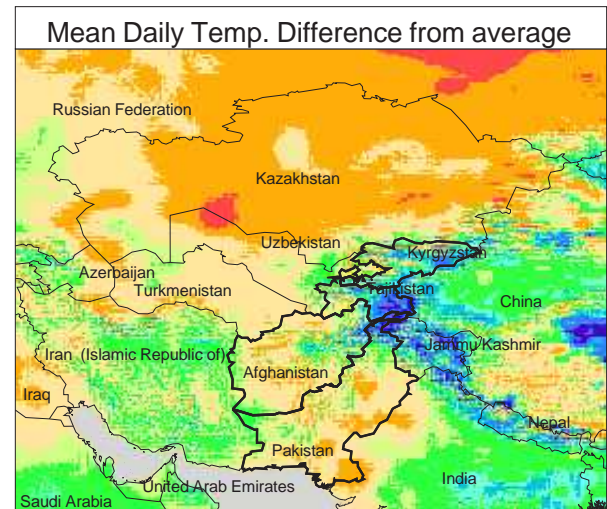 Mean Daily Temp. Difference from average
Russian Federation
Kazakhstan
Uzbekistan
Kyrgyzstan
Azerbaijan
Turkmenistan
Tajikistan
China
Iran (Islamic Republic of)
Jammu Kashmir
Afghanistan
Iraq
Nepal
Pakistan
India
United Arab Emirates
Saudi Arabia